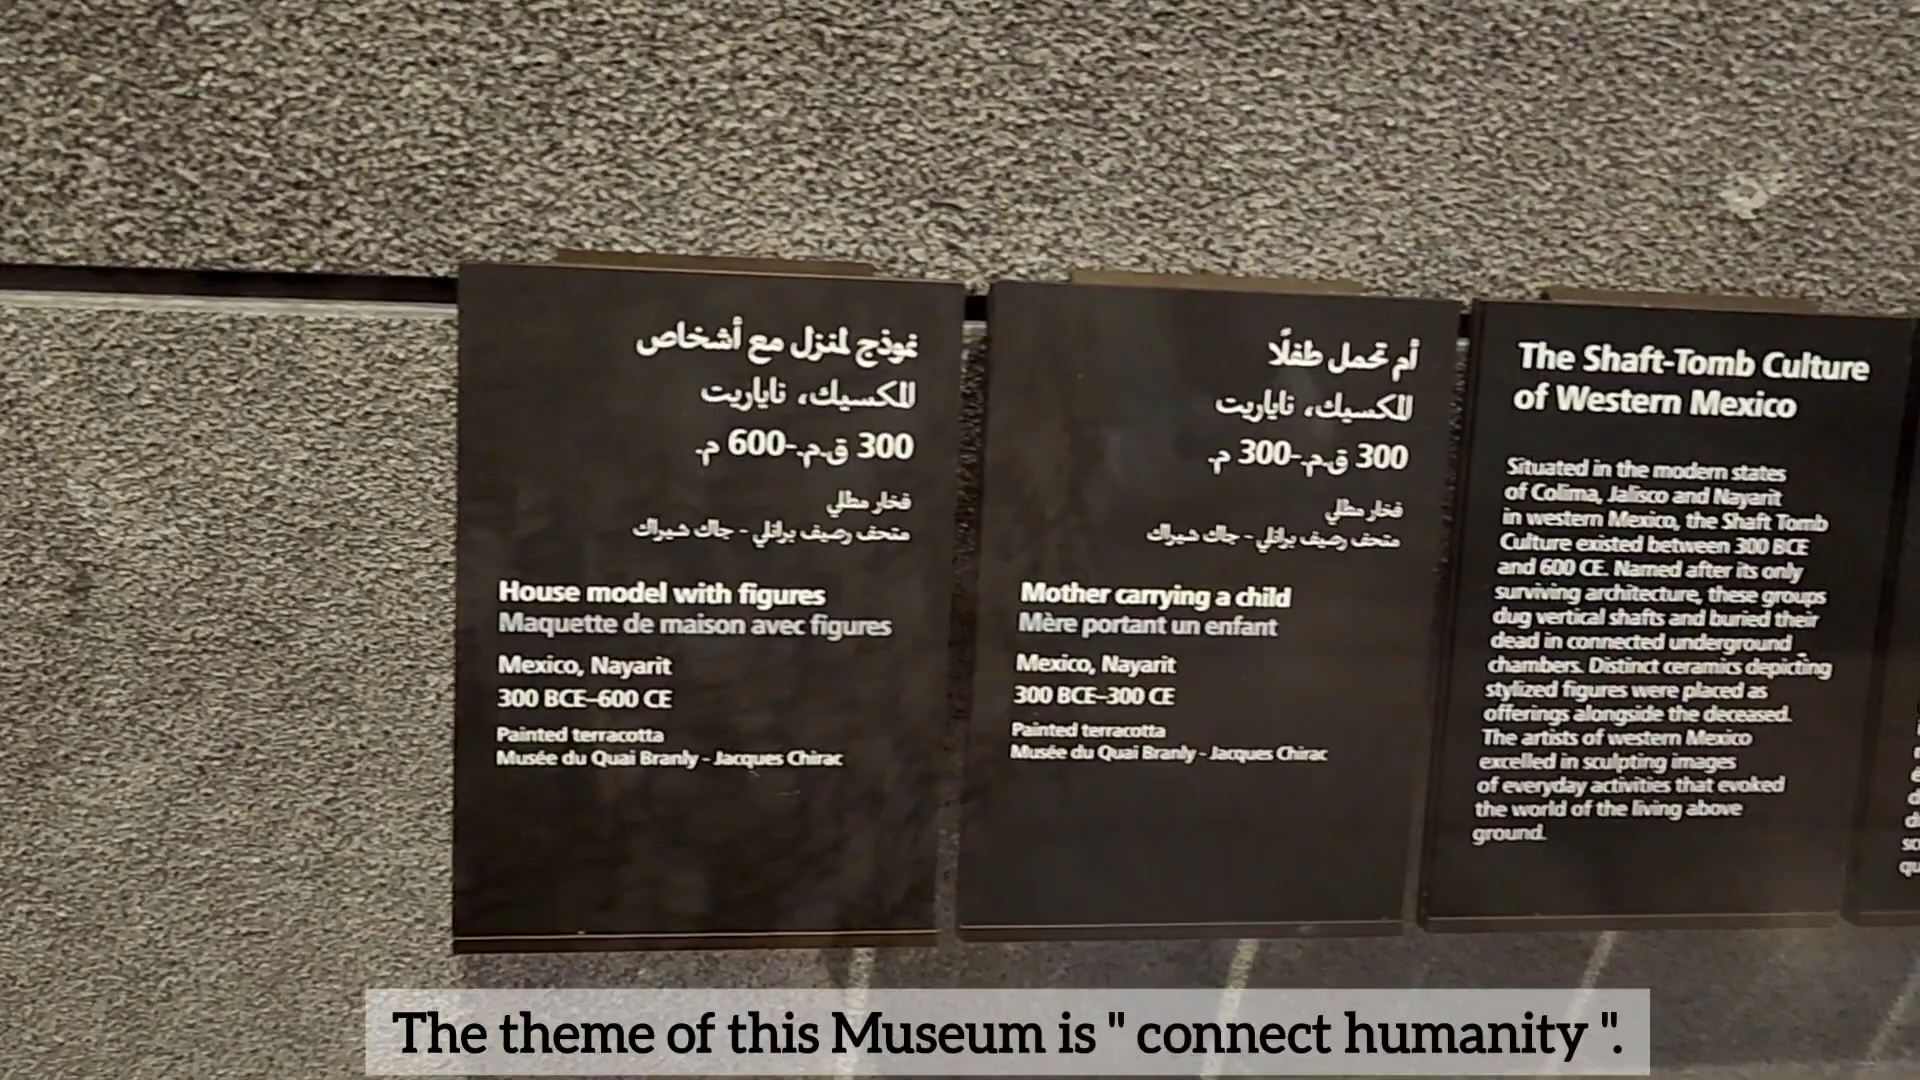 نموذج لمنزل مع أشخاص
المكسيك، ناياريت
300 ق.م.-600 م.
فخار مطلي
متحف رصيف برانلي - جاك شيراك
House model with figures
Maquette de maison avec figures
Mexico, Nayarit
300 BCE–600 CE
Painted terracotta
Musée du Quai Branly - Jacques Chirac
أم تحمل طفلًا
المكسيك، ناياريت
300 ق.م.-300 م.
فخار مطلي
متحف رصيف برانلي - جاك شيراك
Mother carrying a child
Mère portant un enfant
Mexico, Nayarit
300 BCE–300 CE
Painted terracotta
Musée du Quai Branly - Jacques Chirac
The Shaft-Tomb Culture
of Western Mexico
Situated in the modern states
of Colima, Jalisco and Nayarit
in western Mexico, the Shaft Tomb
Culture existed between 300 BCE
and 600 CE. Named after its only
surviving architecture, these groups
dug vertical shafts and buried their
dead in connected underground
chambers. Distinct ceramics depicting
stylized figures were placed as
offerings alongside the deceased.
The artists of western Mexico
excelled in sculpting images
of everyday activities that evoked
the world of the living above
ground.
The theme of this Museum is " connect humanity ".